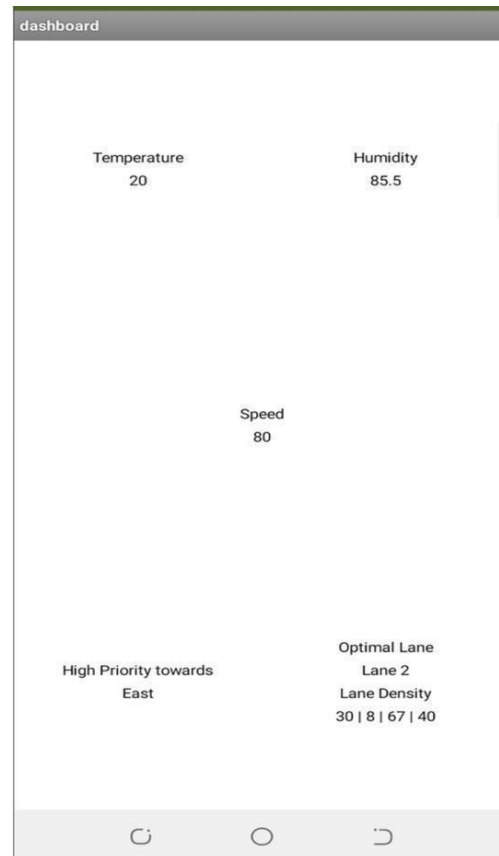 dashboard
Temperature
20
Humidity
85.5
Speed
80
High Priority towards
East
Optimal Lane
Lane 2
Lane Density
30 | 8 | 67 | 40